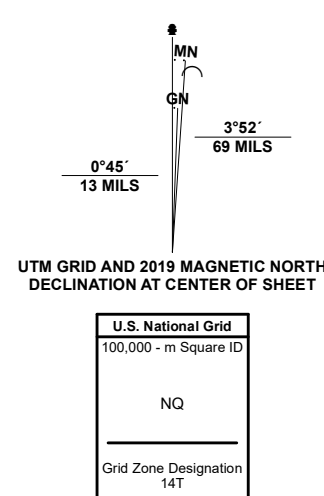 MN
GN
3°52´
69 MILS
0°45´
13 MILS
UTM GRID AND 2019 MAGNETIC NORTH
DECLINATION AT CENTER OF SHEET
U.S. National Grid
100,000 - m Square ID
NQ
Grid Zone Designation
14T